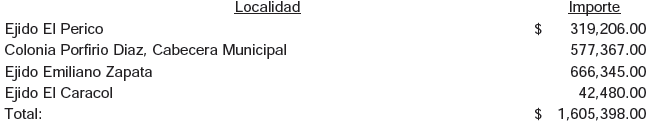 Localidad Importe
Ejido El Perico $ 319,206.00
Colonia Porfirio Diaz, Cabecera Municipal 577,367.00
Ejido Emiliano Zapata 666,345.00
Ejido El Caracol 42,480.00
Total: $ 1,605,398.00